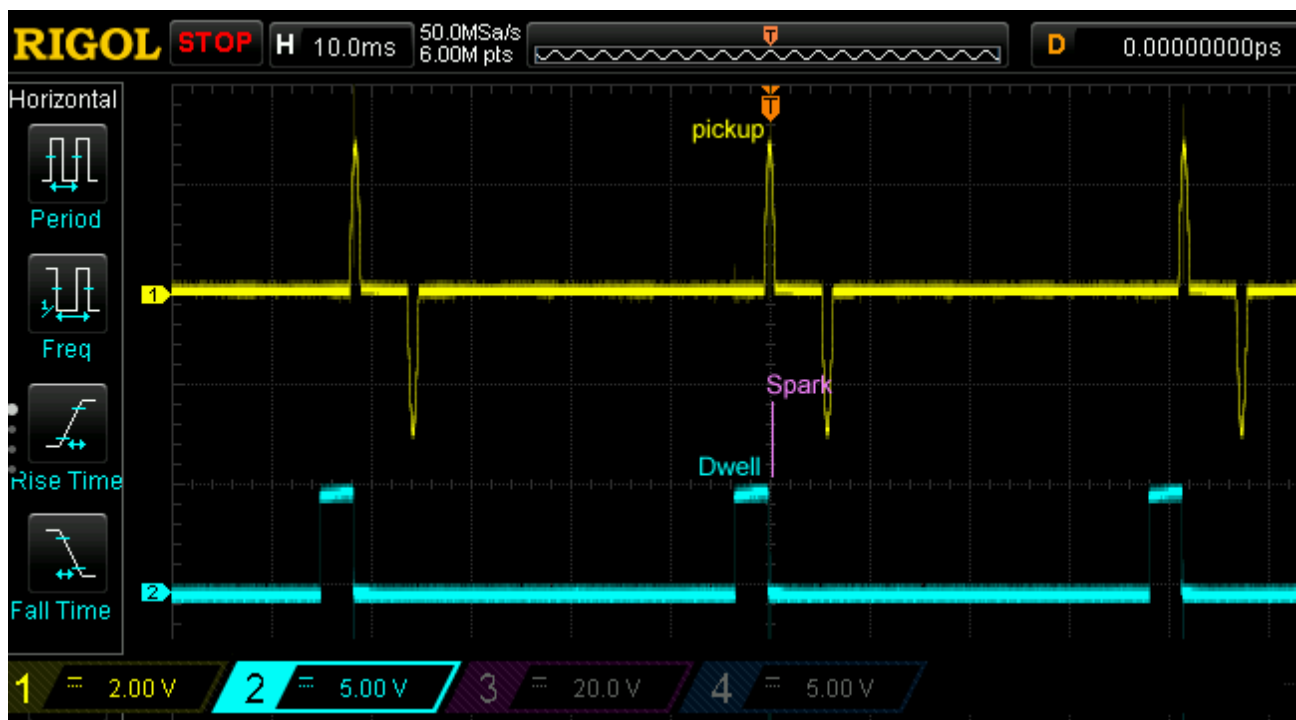 RIGOL STOP H 10.0ms 50.0MSa/s D 0.00000000ps
6.00M pts
T
Horizontal
T
pickup
Period
1
1/
Freq
Spark
Dwell
Rise Time
2
Fall Time
1 2.00 V 2 5.00 V 3 20.0 V 4 5.00 V